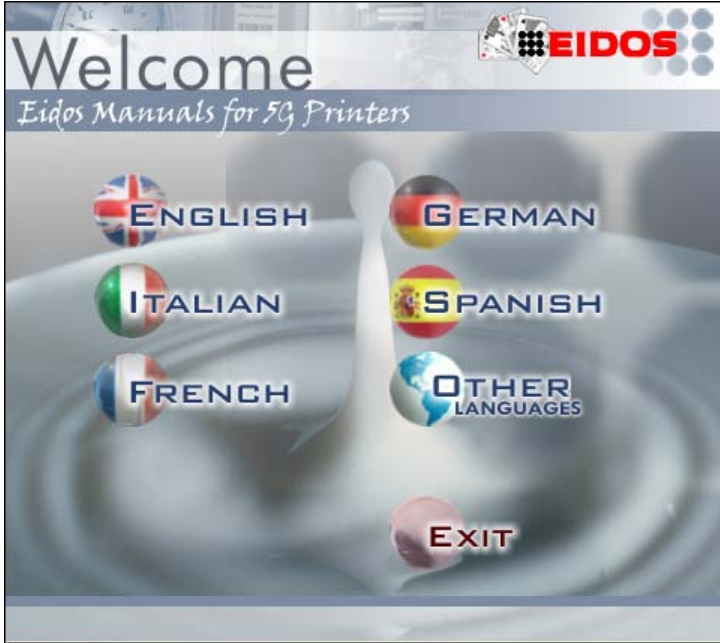 EIDOS
Welcome
Eidos Manuals for 5G Printers
ENGLISH
GERMAN
ITALIAN
SPANISH
FRENCH
OTHER
LANGUAGES
EXIT